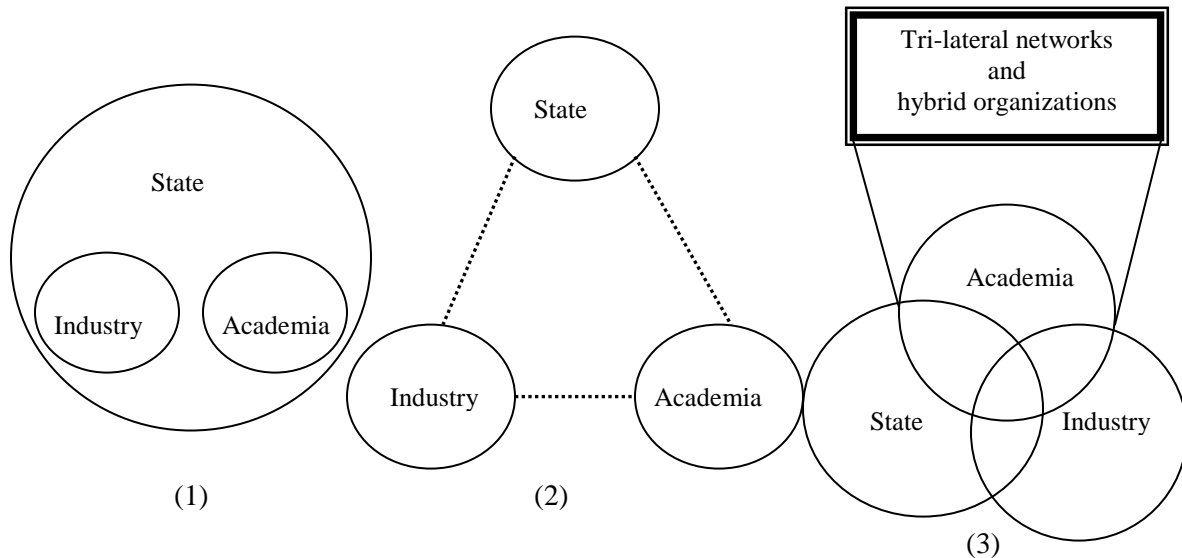 State
Industry
Academia
(1)
State
Industry
Academia
(2)
Tri-lateral networks
and
hybrid organizations
Academia
State
Industry
(3)